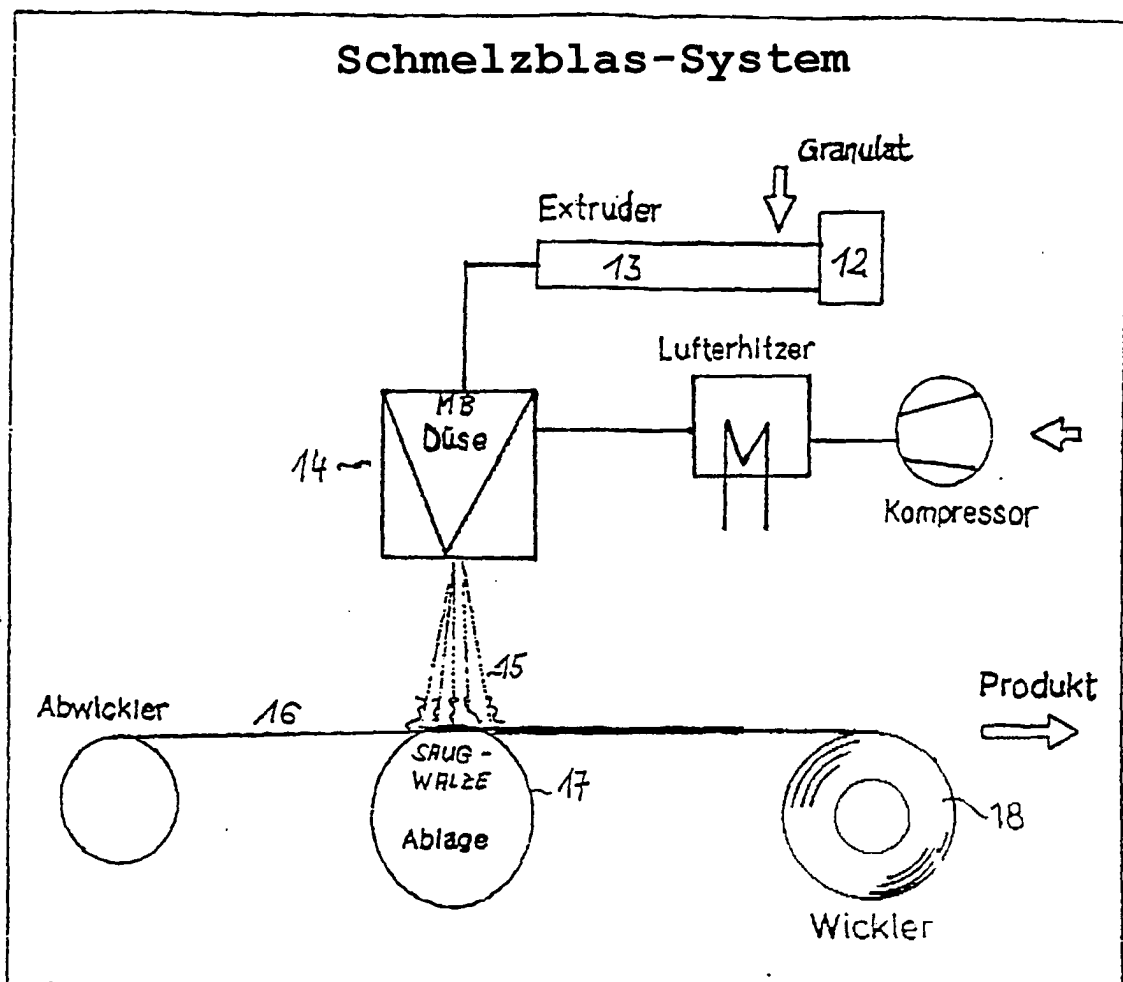 Schmelzblas-System
Granulat
Extruder
13
12
Lufterhitzer
MB
Düse
14
Kompressor
15
Produkt
Abwickler
16
SAUG-
WALZE
17
Ablage
18
Wickler